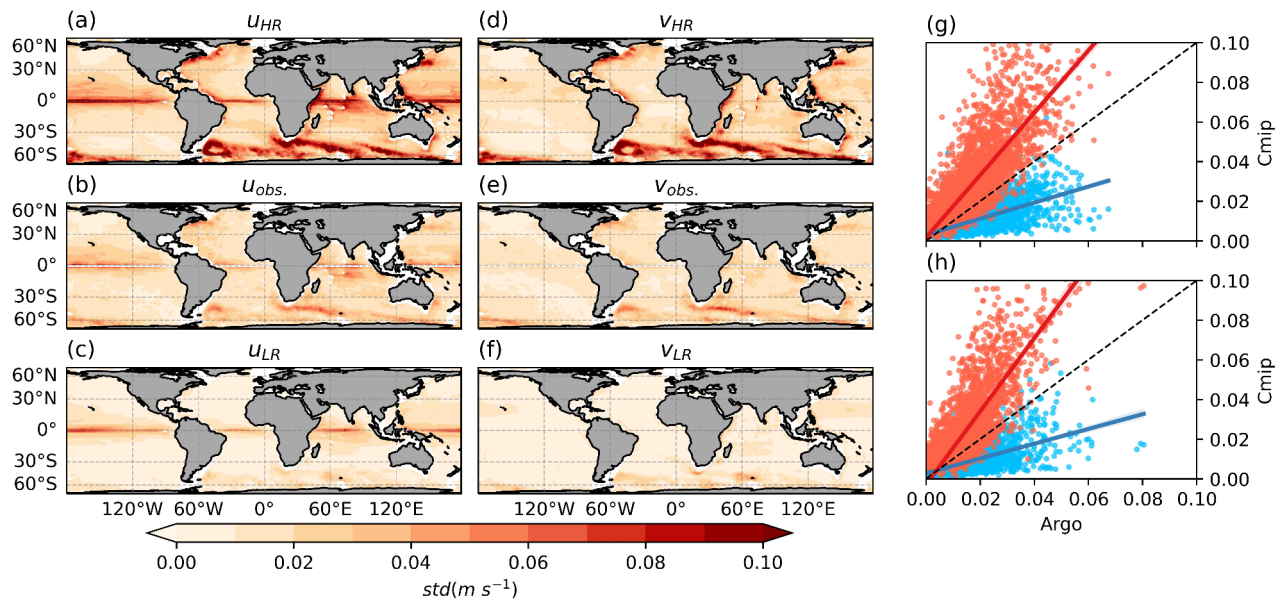 (a) u_HR
(d) v_HR
(g)
60°N
30°N
0°
30°S
60°S
0.10
0.08
0.06
0.04
0.02
0.00
Cmip
(b) u_obs.
(e) v_obs.
60°N
30°N
0°
30°S
60°S
(h)
0.10
0.08
0.06
0.04
0.02
0.00
Cmip
0.00 0.02 0.04 0.06 0.08 0.10
Argo
(c) u_LR
(f) v_LR
60°N
30°N
0°
30°S
60°S
120°W 60°W 0° 60°E 120°E
120°W 60°W 0° 60°E 120°E
0.00 0.02 0.04 0.06 0.08 0.10
std(m s⁻¹)